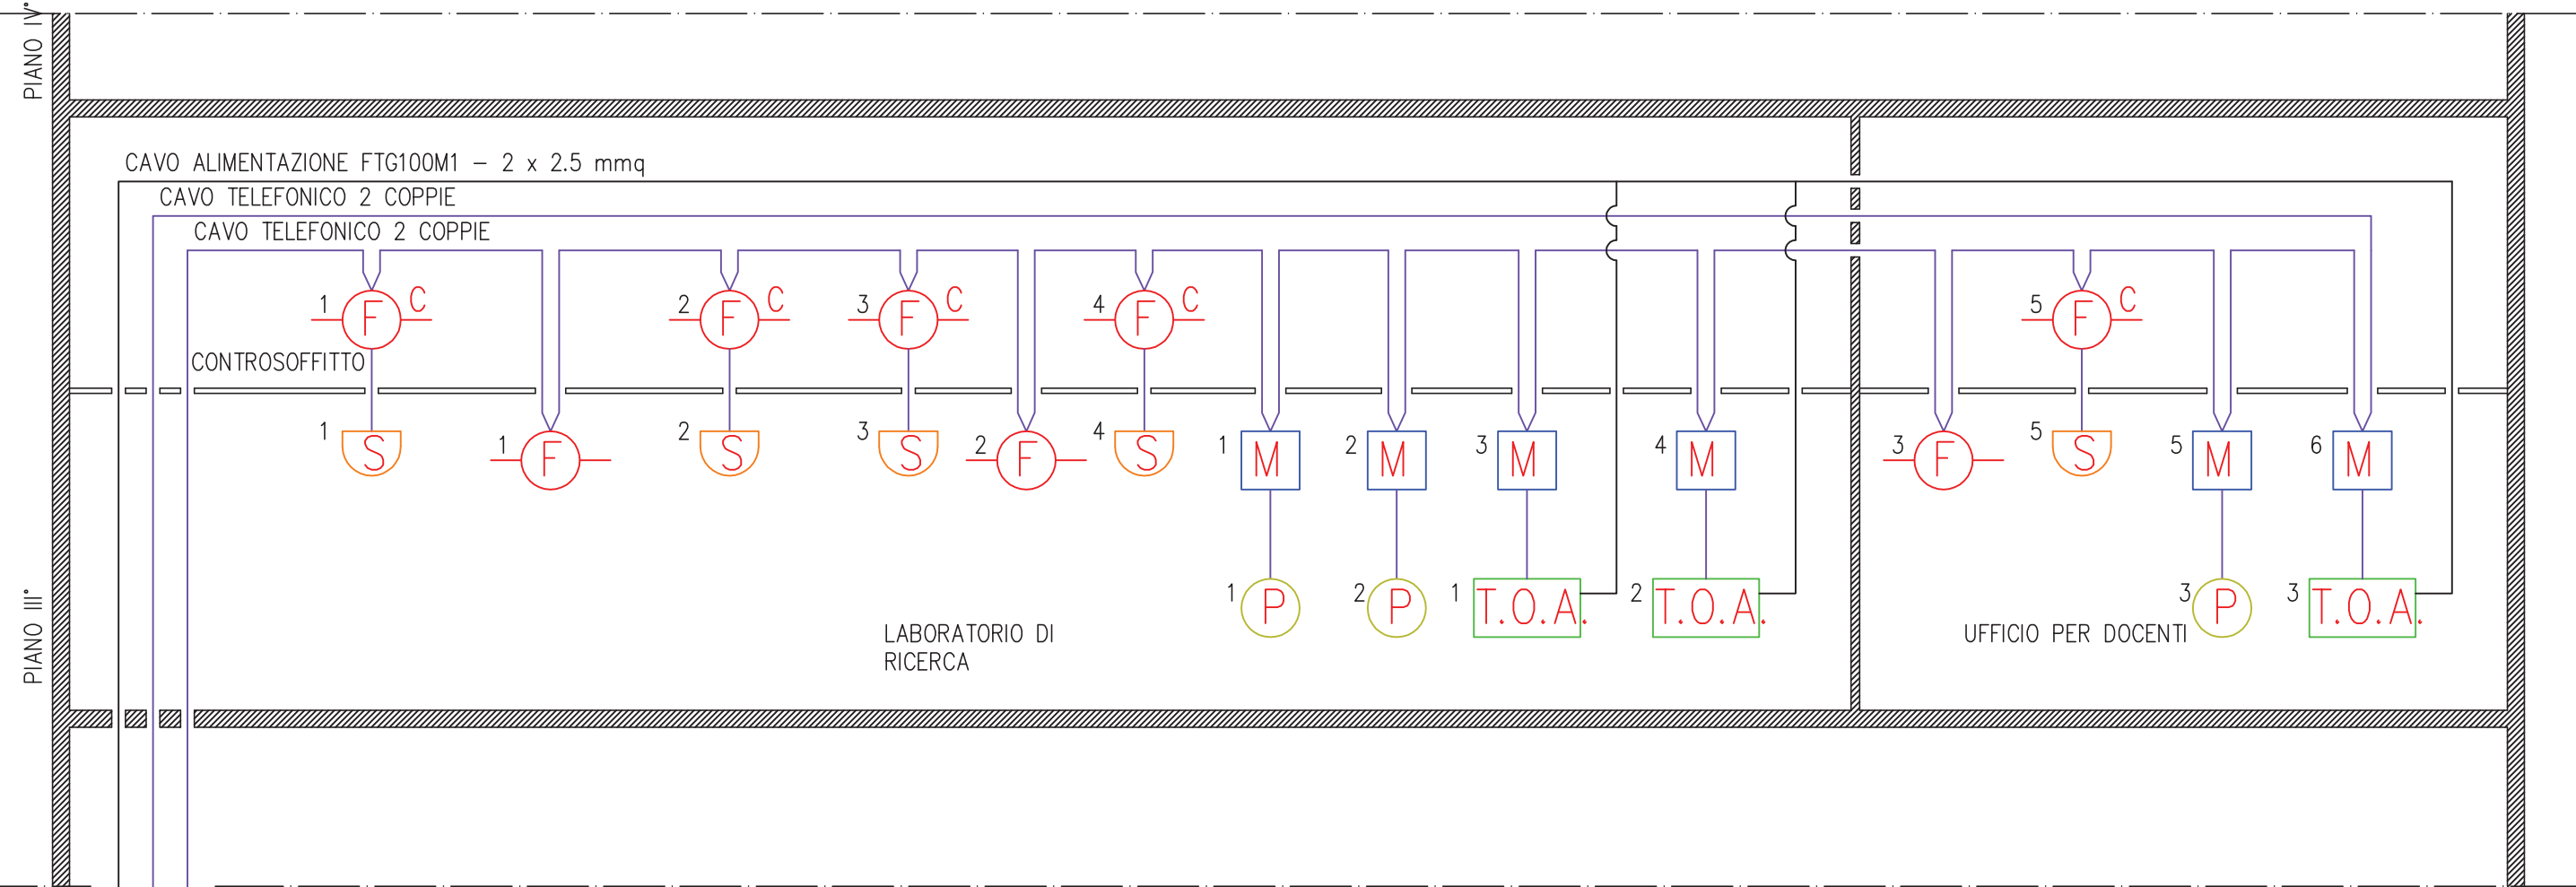 PIANO IV°
CAVO ALIMENTAZIONE FTG100M1 - 2 x 2.5 mmq
CAVO TELEFONICO 2 COPPIE
CAVO TELEFONICO 2 COPPIE
1 F C
2 F C
3 F C
4 F C
5 F C
CONTROSOFFITTO
1 S
1 F
2 S
3 S
2 F
4 S
1 M
2 M
3 M
4 M
3 F
5 S
5 M
6 M
PIANO III°
1 P
2 P
1 T.O.A.
2 T.O.A.
3 P
3 T.O.A.
LABORATORIO DI
RICERCA
UFFICIO PER DOCENTI